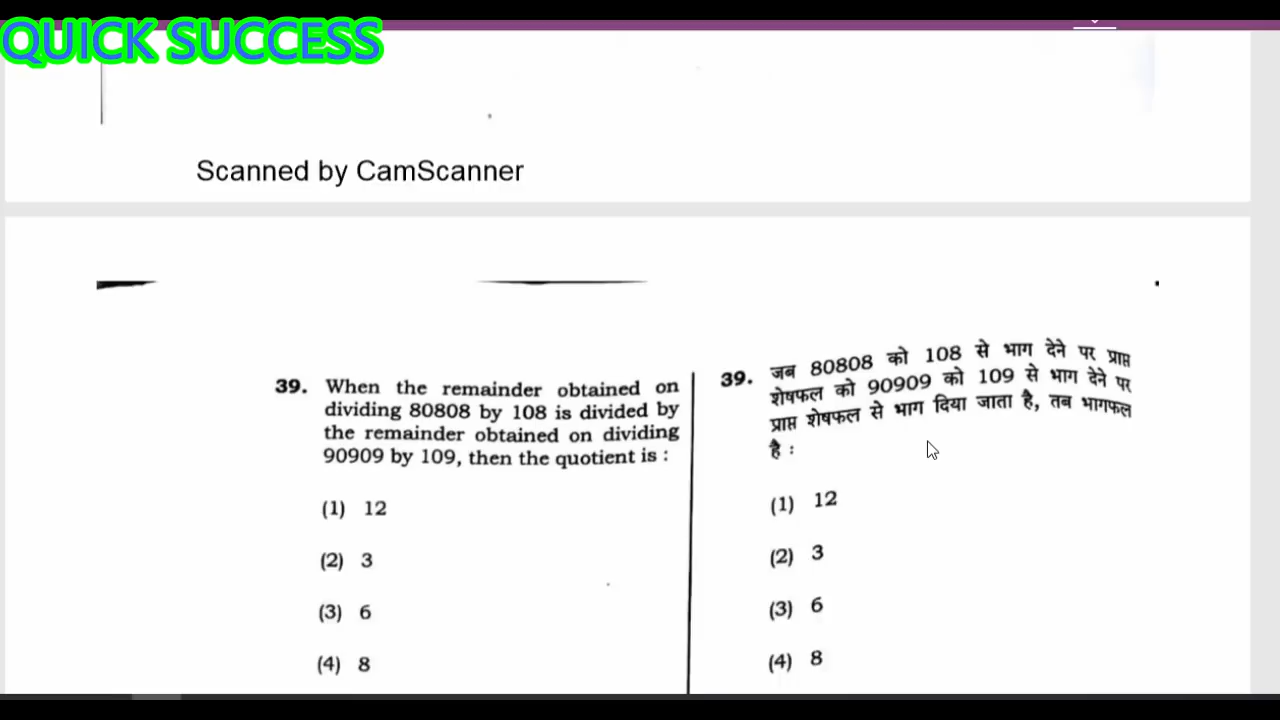 QUICK SUCCESS
Scanned by CamScanner
39. When the remainder obtained on
dividing 80808 by 108 is divided by
the remainder obtained on dividing
90909 by 109, then the quotient is :
(1) 12
(2) 3
(3) 6
(4) 8
39. जब 80808 को 108 से भाग देने पर प्राप्त
शेषफल को 90909 को 109 से भाग देने पर
प्राप्त शेषफल से भाग दिया जाता है, तब भागफल
है :
(1) 12
(2) 3
(3) 6
(4) 8